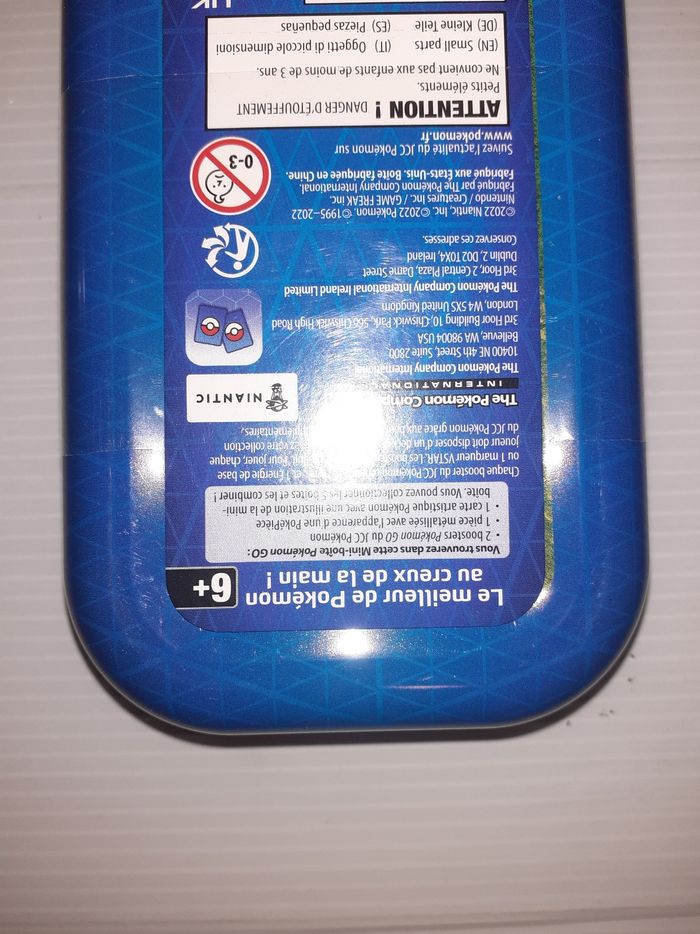 Le meilleur de Pokémon
au creux de la main !
6+
Vous trouverez dans cette Mini-boîte Pokémon GO :
• 2 boosters Pokémon GO du JCC Pokémon
• 1 pièce métallisée avec l'apparence d'une PoképPièce
• 1 carte artistique Pokémon avec une illustration de la mini-
boîte. Vous pouvez collectionner les 5 boîtes et les combiner !
Chaque booster du JCC Pokémon et 1 Énergie de base
ou 1 marqueur VSTAR. Les Pour jouer, chaque
joueur doit disposer d'un votre collection
du JCC Pokémon grâce aux
The Pokémon Company
INTERNATIONAL
NIANTIC
The Pokémon Company International
10400 NE 4th Street, Suite 2800,
Bellevue, WA 98004 USA
3rd Floor Building 10, Chiswick Park, 566 Chiswick High Road
London, W4 5XS United Kingdom
The Pokémon Company International Ireland Limited
3rd Floor, 2 Central Plaza, Dame Street
Dublin 2, D02 T0X4, Ireland
Conservez ces adresses.
©2022 Niantic, Inc. ©2022 Pokémon. ©1995–2022
Nintendo / Creatures Inc. / GAME FREAK inc.
Fabriqué par The Pokémon Company International.
Fabriqué aux États-Unis. Boîte fabriquée en Chine.
0-3
Suivez l'actualité du JCC Pokémon sur
www.pokemon.fr
ATTENTION ! DANGER D'ÉTOUFFEMENT
Petits éléments.
Ne convient pas aux enfants de moins de 3 ans.
(EN) Small parts (IT) Oggetti di piccole dimensioni
(DE) Kleine Teile (ES) Piezas pequeñas
UK